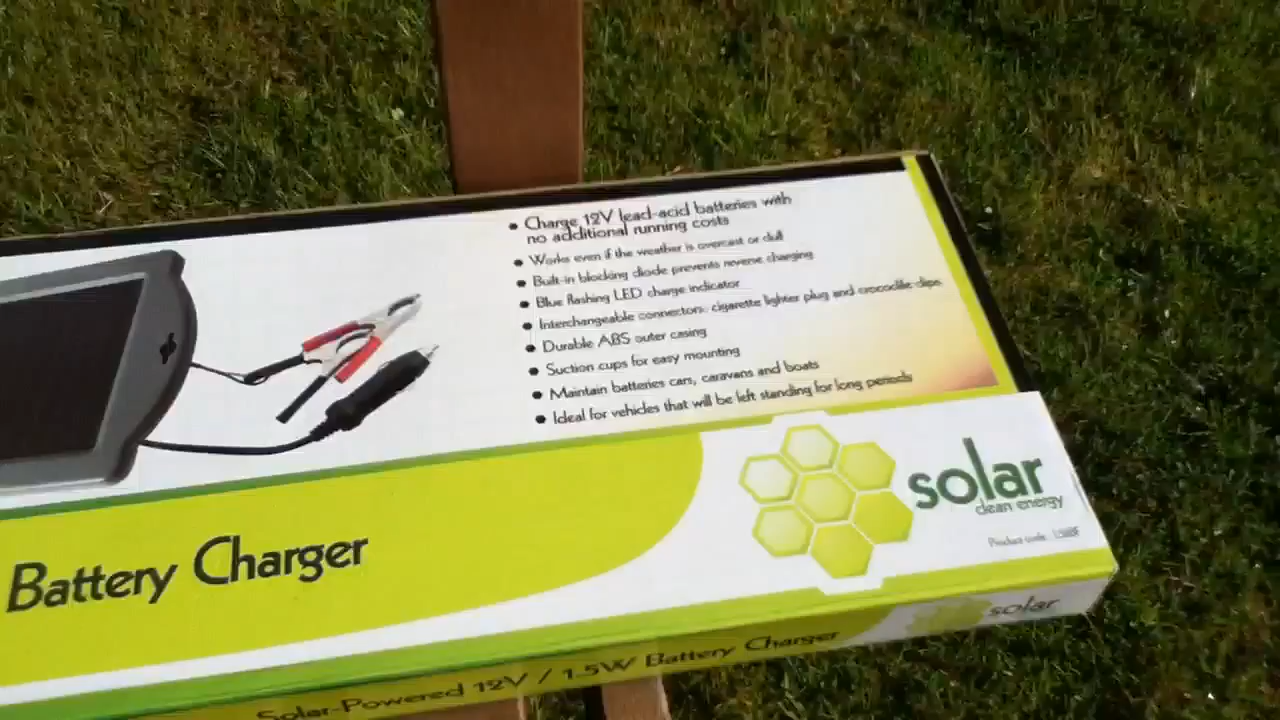 • Charge 12V lead-acid batteries with
no additional running costs
• Works even if the weather is overcast or dull
• Built-in blocking diode prevents reverse charging
• Blue flashing LED charge indicator
• Interchangeable connectors: cigarette lighter plug and crocodile clips
• Durable ABS outer casing
• Suction cups for easy mounting
• Maintain batteries cars, caravans and boats
• Ideal for vehicles that will be left standing for long periods
solar
clean energy
Product code:
Battery Charger
solar
Solar-Powered 12V / 1.5W Battery Charger